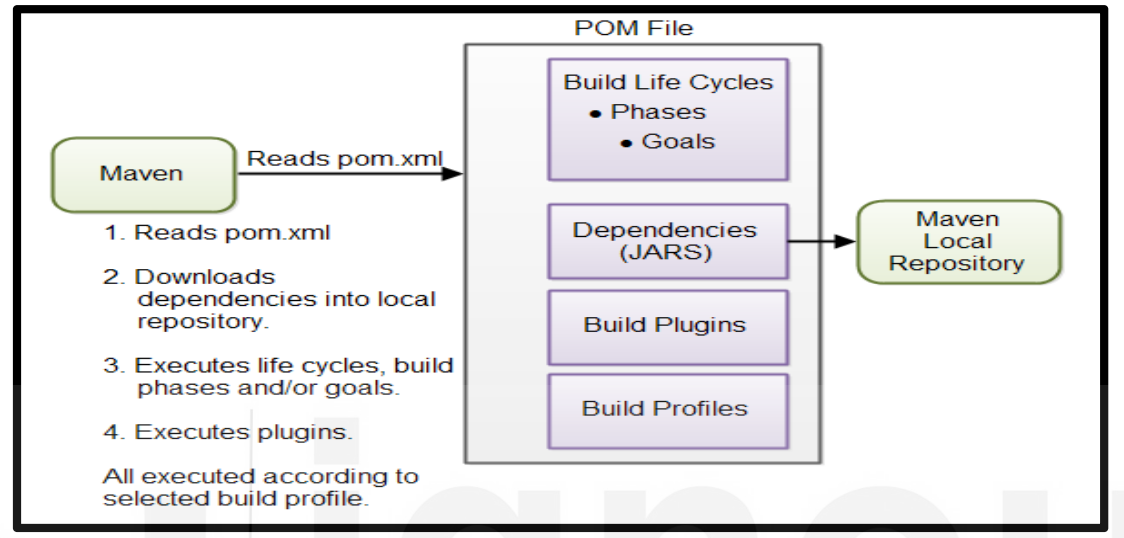 POM File
Build Life Cycles
• Phases
• Goals
Maven
Reads pom.xml
1. Reads pom.xml
2. Downloads
dependencies into local
repository.
3. Executes life cycles, build
phases and/or goals.
4. Executes plugins.
All executed according to
selected build profile.
Dependencies
(JARS)
Maven
Local
Repository
Build Plugins
Build Profiles